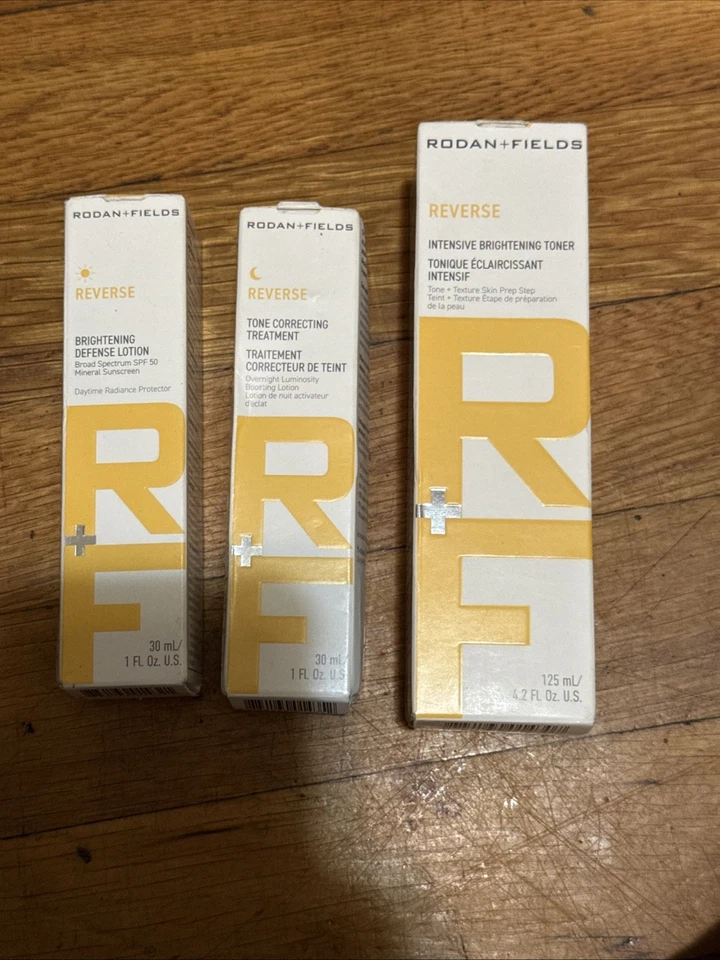 RODAN+FIELDS
REVERSE
BRIGHTENING
DEFENSE LOTION
Broad Spectrum SPF 50
Mineral Sunscreen
Daytime Radiance Protector
R
+
F
30 mL/
1 FL Oz. U.S.
RODAN+FIELDS
REVERSE
TONE CORRECTING
TREATMENT
TRAITEMENT
CORRECTEUR DE TEINT
Overnight Luminosity
Boosting Lotion
Lotion de nuit activateur
d'éclat
R
+
F
30 mL/
1 FL Oz. U.S
RODAN+FIELDS
REVERSE
INTENSIVE BRIGHTENING TONER
TONIQUE ÉCLAIRCISSANT
INTENSIF
Tone + Texture Skin Prep Step
Teint + Texture Étape de préparation
de la peau
R
+
F
125 mL/
4.2 FL Oz. U.S.